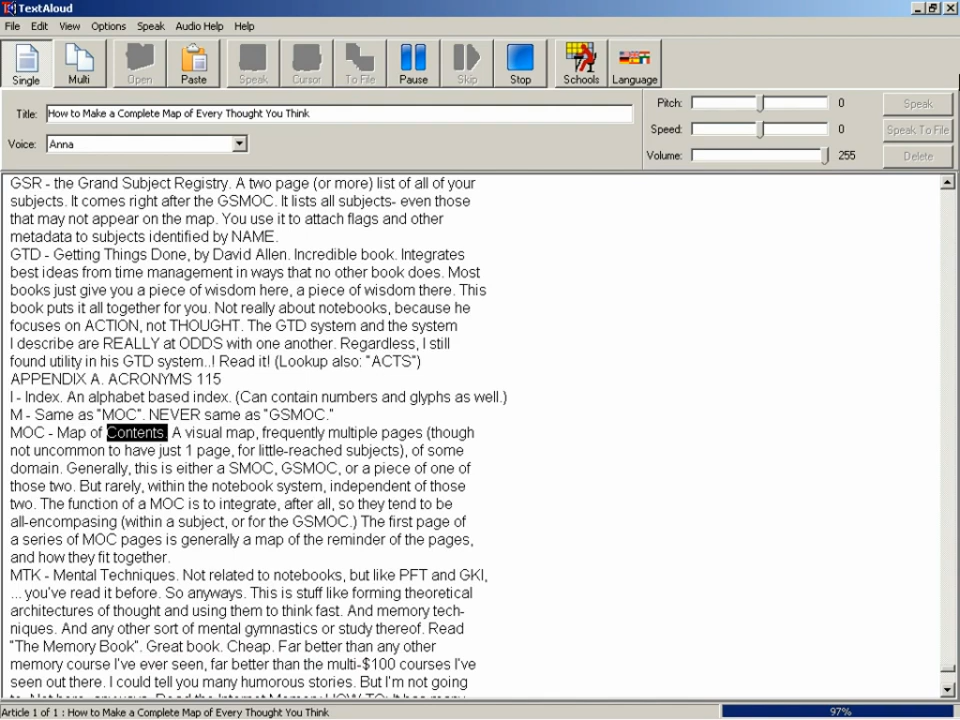 TextAloud
File Edit View Options Speak Audio Help Help
Single Multi Open Paste Speak Cursor To File Pause Skip Stop Schools Language
Title: How to Make a Complete Map of Every Thought You Think
Voice: Anna
Pitch: 0 Speak
Speed: 0 Speak To File
Volume: 255 Delete
GSR - the Grand Subject Registry. A two page (or more) list of all of your
subjects. It comes right after the GSMOC. It lists all subjects- even those
that may not appear on the map. You use it to attach flags and other
metadata to subjects identified by NAME.
GTD - Getting Things Done, by David Allen. Incredible book. Integrates
best ideas from time management in ways that no other book does. Most
books just give you a piece of wisdom here, a piece of wisdom there. This
book puts it all together for you. Not really about notebooks, because he
focuses on ACTION, not THOUGHT. The GTD system and the system
I describe are REALLY at ODDS with one another. Regardless, I still
found utility in his GTD system..! Read it! (Lookup also: "ACTS")
APPENDIX A. ACRONYMS 115
I - Index. An alphabet based index. (Can contain numbers and glyphs as well.)
M - Same as "MOC". NEVER same as "GSMOC."
MOC - Map of Contents. A visual map, frequently multiple pages (though
not uncommon to have just 1 page, for little-reached subjects), of some
domain. Generally, this is either a SMOC, GSMOC, or a piece of one of
those two. But rarely, within the notebook system, independent of those
two. The function of a MOC is to integrate, after all, so they tend to be
all-encompasing (within a subject, or for the GSMOC.) The first page of
a series of MOC pages is generally a map of the reminder of the pages,
and how they fit together.
MTK - Mental Techniques. Not related to notebooks, but like PFT and GKI,
... you've read it before. So anyways. This is stuff like forming theoretical
architectures of thought and using them to think fast. And memory tech-
niques. And any other sort of mental gymnastics or study thereof. Read
"The Memory Book". Great book. Cheap. Far better than any other
memory course I've ever seen, far better than the multi-$100 courses I've
seen out there. I could tell you many humorous stories. But I'm not going
Article 1 of 1 : How to Make a Complete Map of Every Thought You Think 97%